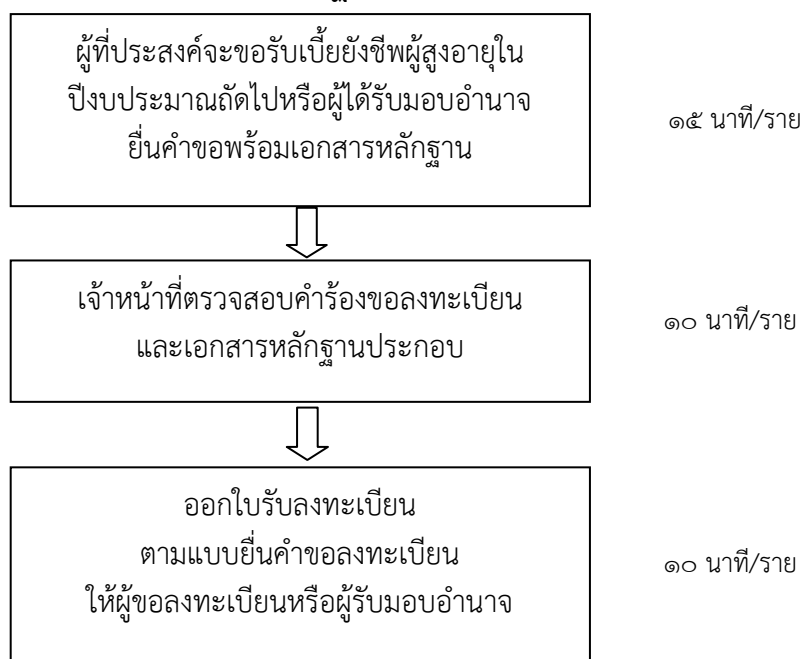 ผู้ที่ประสงค์จะขอรับเบี้ยยังชีพผู้สูงอายุใน
ปีงบประมาณถัดไปหรือผู้ได้รับมอบอำนาจ
ยื่นคำขอพร้อมเอกสารหลักฐาน
๑๕ นาที/ราย
เจ้าหน้าที่ตรวจสอบคำร้องขอลงทะเบียน
และเอกสารหลักฐานประกอบ
๑๐ นาที/ราย
ออกใบรับลงทะเบียน
ตามแบบยื่นคำขอลงทะเบียน
ให้ผู้ขอลงทะเบียนหรือผู้รับมอบอำนาจ
๑๐ นาที/ราย